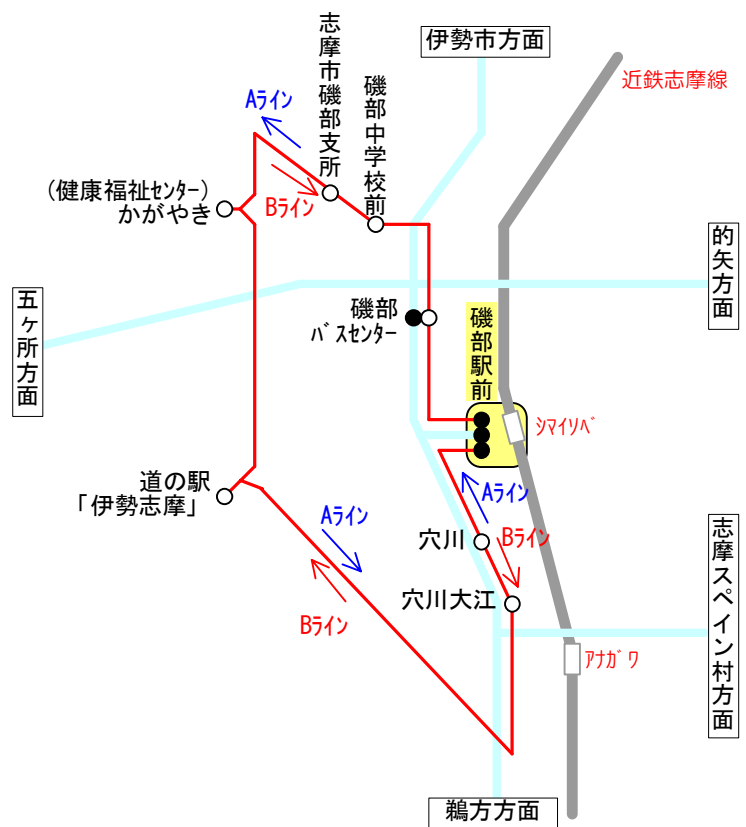 伊勢市方面
近鉄志摩線
志摩市磯部支所
磯部中学校前
Aライン
Bライン
(健康福祉センター)
かがやき
的矢方面
五ヶ所方面
磯部
バスセンター
磯部駅前
シマイソベ
道の駅
「伊勢志摩」
Aライン
Bライン
Aライン
Bライン
穴川
穴川大江
志摩スペイン村方面
アナガワ
鵜方方面